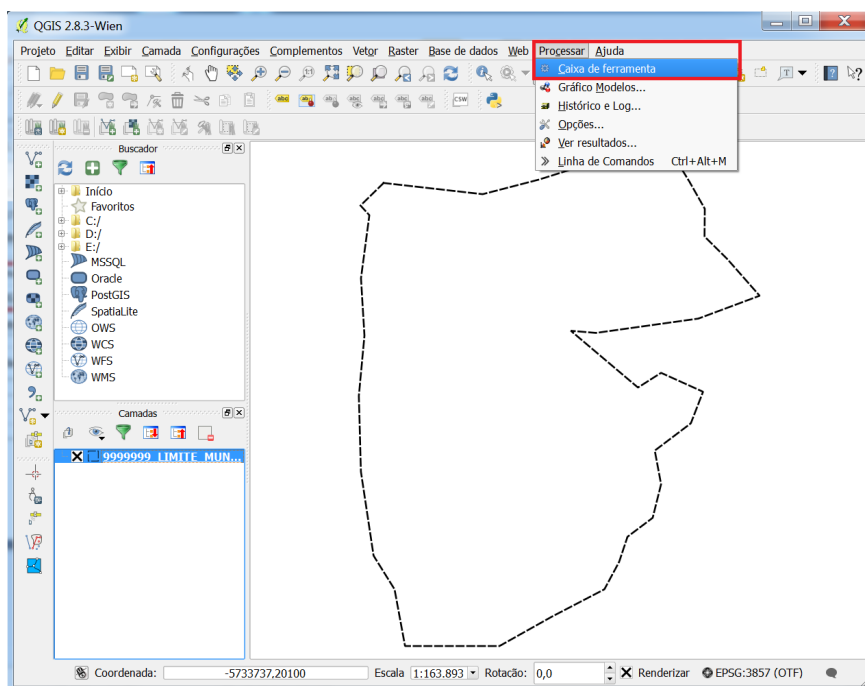 QGIS 2.8.3-Wien
Projeto Editar Exibir Camada Configurações Complementos Vetor Raster Base de dados Web Processar Ajuda
Caixa de ferramenta
Gráfico Modelos...
Histórico e Log...
Opções...
Ver resultados...
Linha de Comandos Ctrl+Alt+M
CSW
Buscador
Início
Favoritos
C:/
D:/
E:/
MSSQL
Oracle
PostGIS
SpatiaLite
OWS
WCS
WFS
WMS
Camadas
9999999_LIMITE_MUN...
Coordenada: -5733737,20100 Escala 1:163.893 Rotação: 0,0 Renderizar EPSG:3857 (OTF)